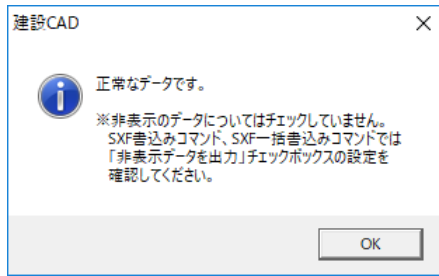 建設CAD
正常なデータです。
※非表示のデータについてはチェックしていません。
SXF書込みコマンド、SXF一括書込みコマンドでは
「非表示データを出力」チェックボックスの設定を
確認してください。
OK